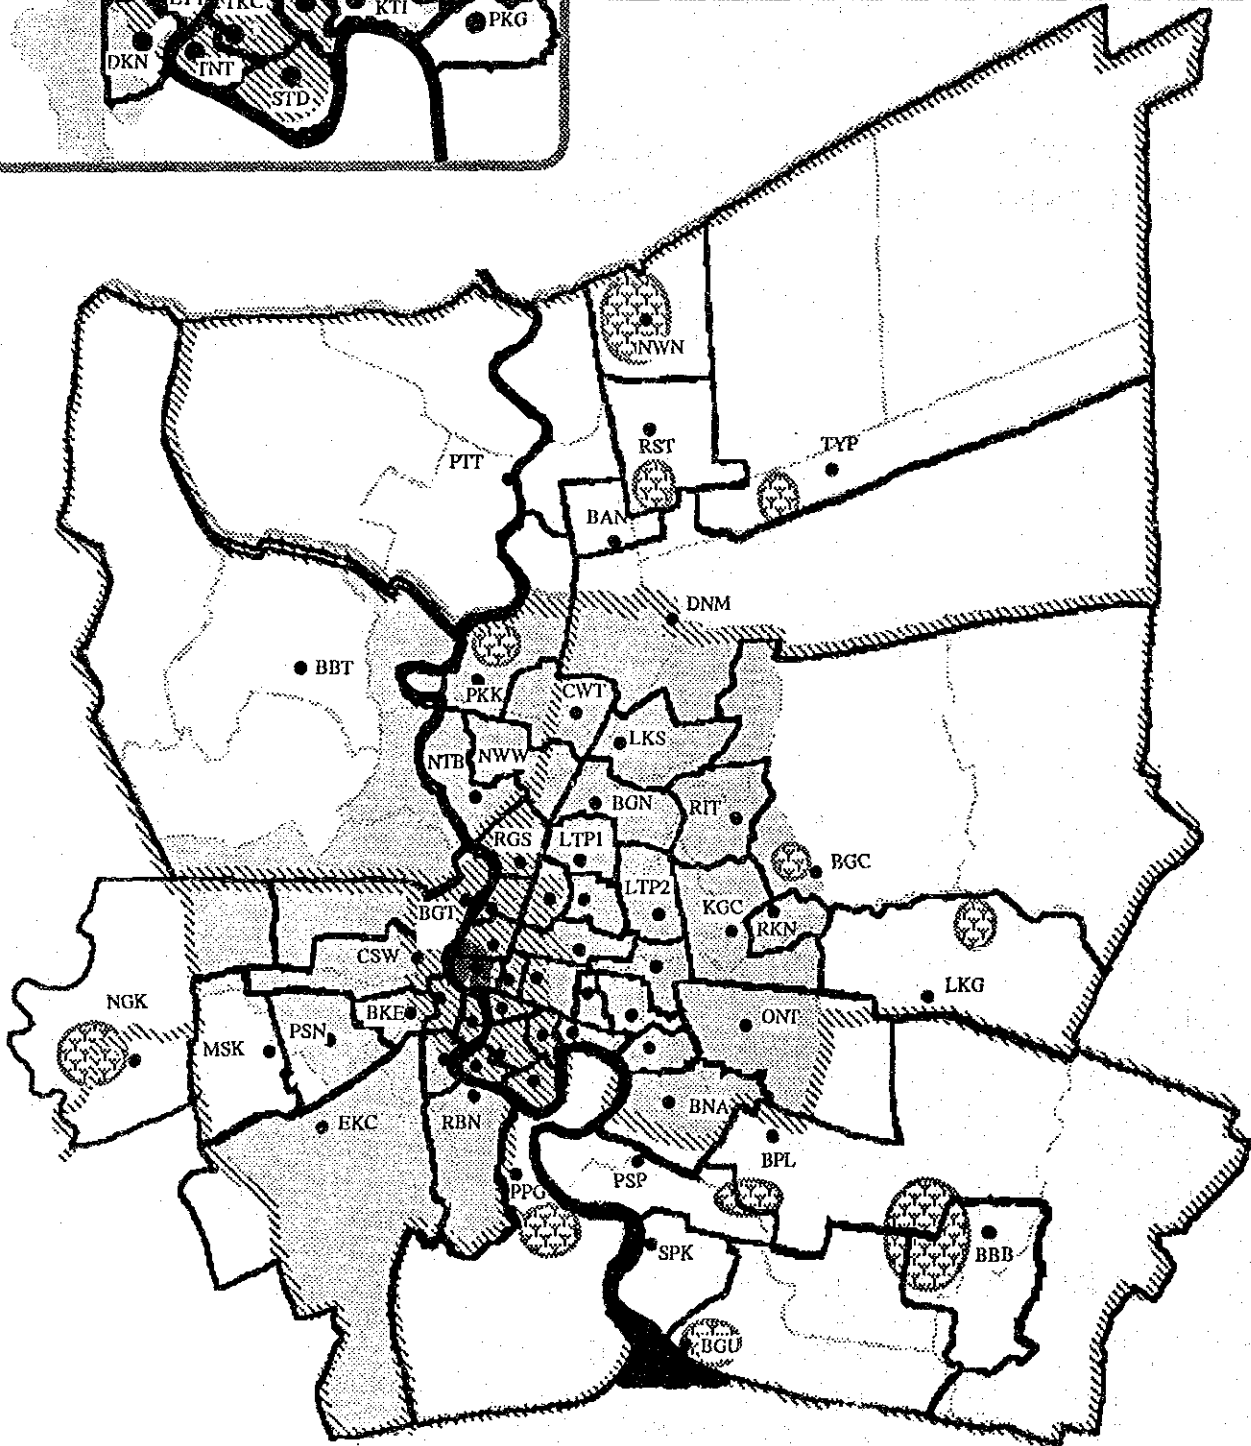 KTI
PKG
DKN
TNT
STD
NWN
RST
TYP
PTT
BAN
DNM
BBT
PKK
CWT
LKS
NTB
NWW
BGN
RIT
RGS
LTP1
BGC
LTP2
BGT
KGC
RKN
CSW
LKG
NGK
BKE
ONT
PSN
MSK
EKC
RBN
BNA
BPL
PSP
PPG
SPK
BBB
BGU